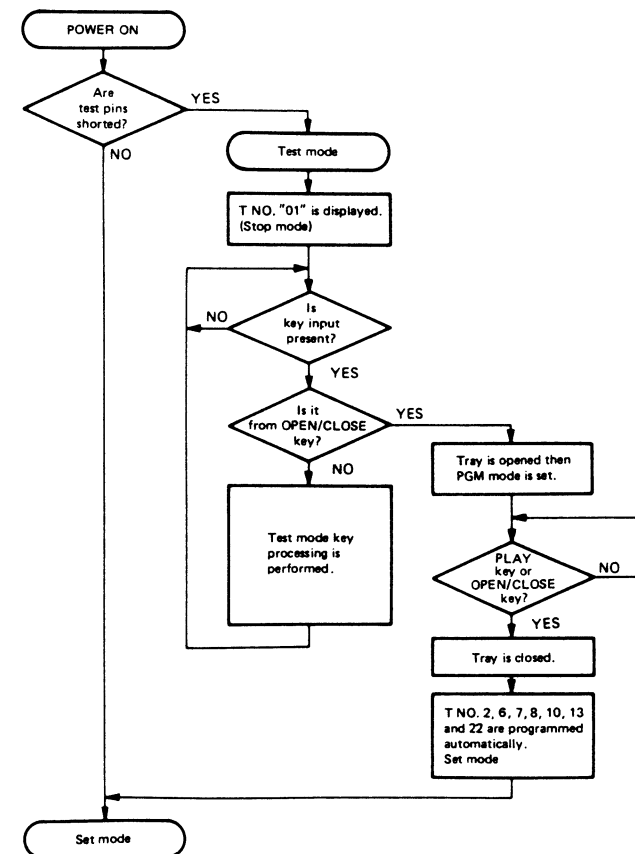 POWER ON
Are
test pins
shorted?
YES
NO
Test mode
T NO. "01" is displayed.
(Stop mode)
Is
key input
present?
NO
YES
Is it
from OPEN/CLOSE
key?
YES
NO
Tray is opened then
PGM mode is set.
Test mode key
processing is
performed.
PLAY
key or
OPEN/CLOSE
key?
NO
YES
Tray is closed.
T NO. 2, 6, 7, 8, 10, 13
and 22 are programmed
automatically.
Set mode
Set mode